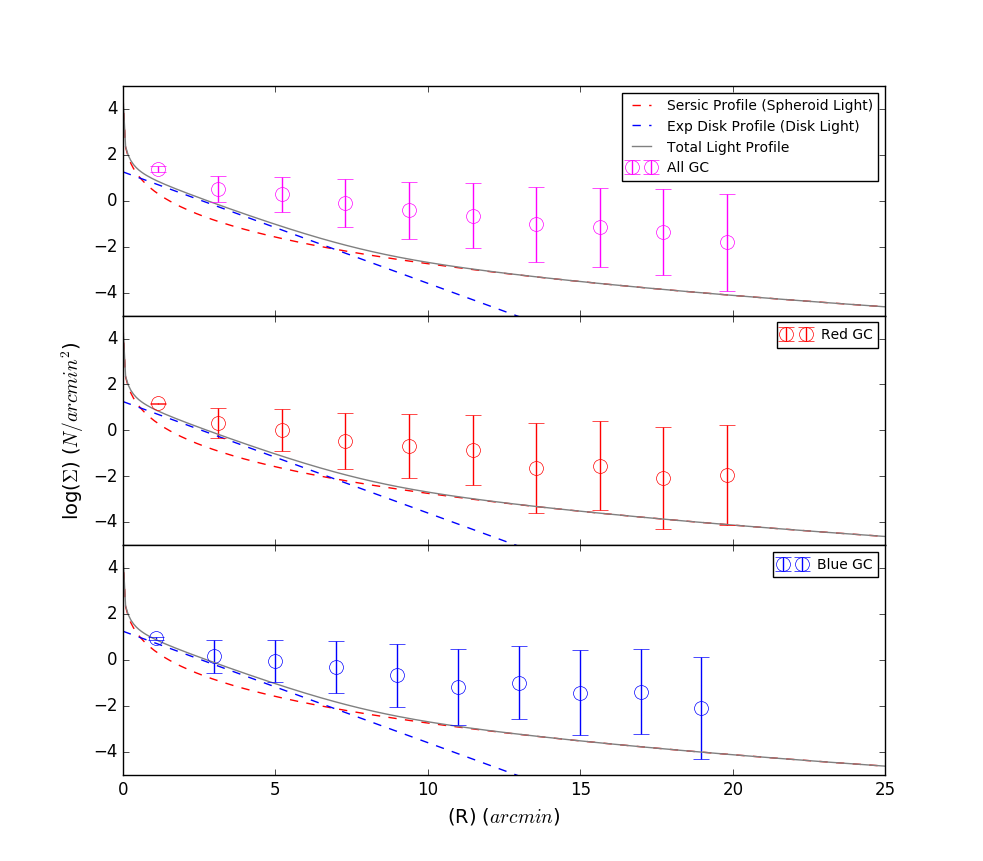 4
2
0
−2
−4
Sersic Profile (Spheroid Light)
Exp Disk Profile (Disk Light)
Total Light Profile
All GC
log(Σ) (N/arcmin²)
4
2
0
−2
−4
Red GC
4
2
0
−2
−4
Blue GC
0 5 10 15 20 25
(R) (arcmin)